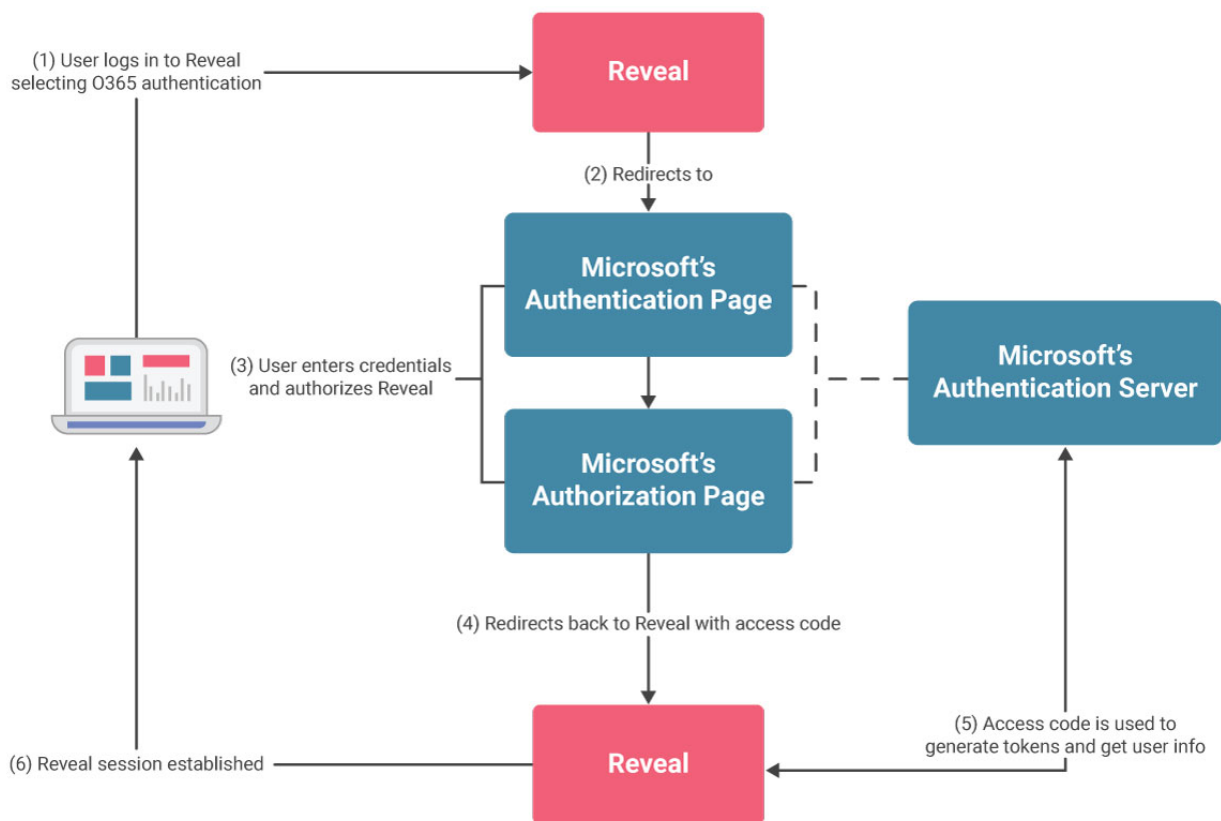 (1) User logs in to Reveal
selecting O365 authentication
Reveal
(2) Redirects to
Microsoft’s
Authentication Page
(3) User enters credentials
and authorizes Reveal
Microsoft’s
Authentication Server
Microsoft’s
Authorization Page
(4) Redirects back to Reveal with access code
(5) Access code is used to
generate tokens and get user info
Reveal
(6) Reveal session established